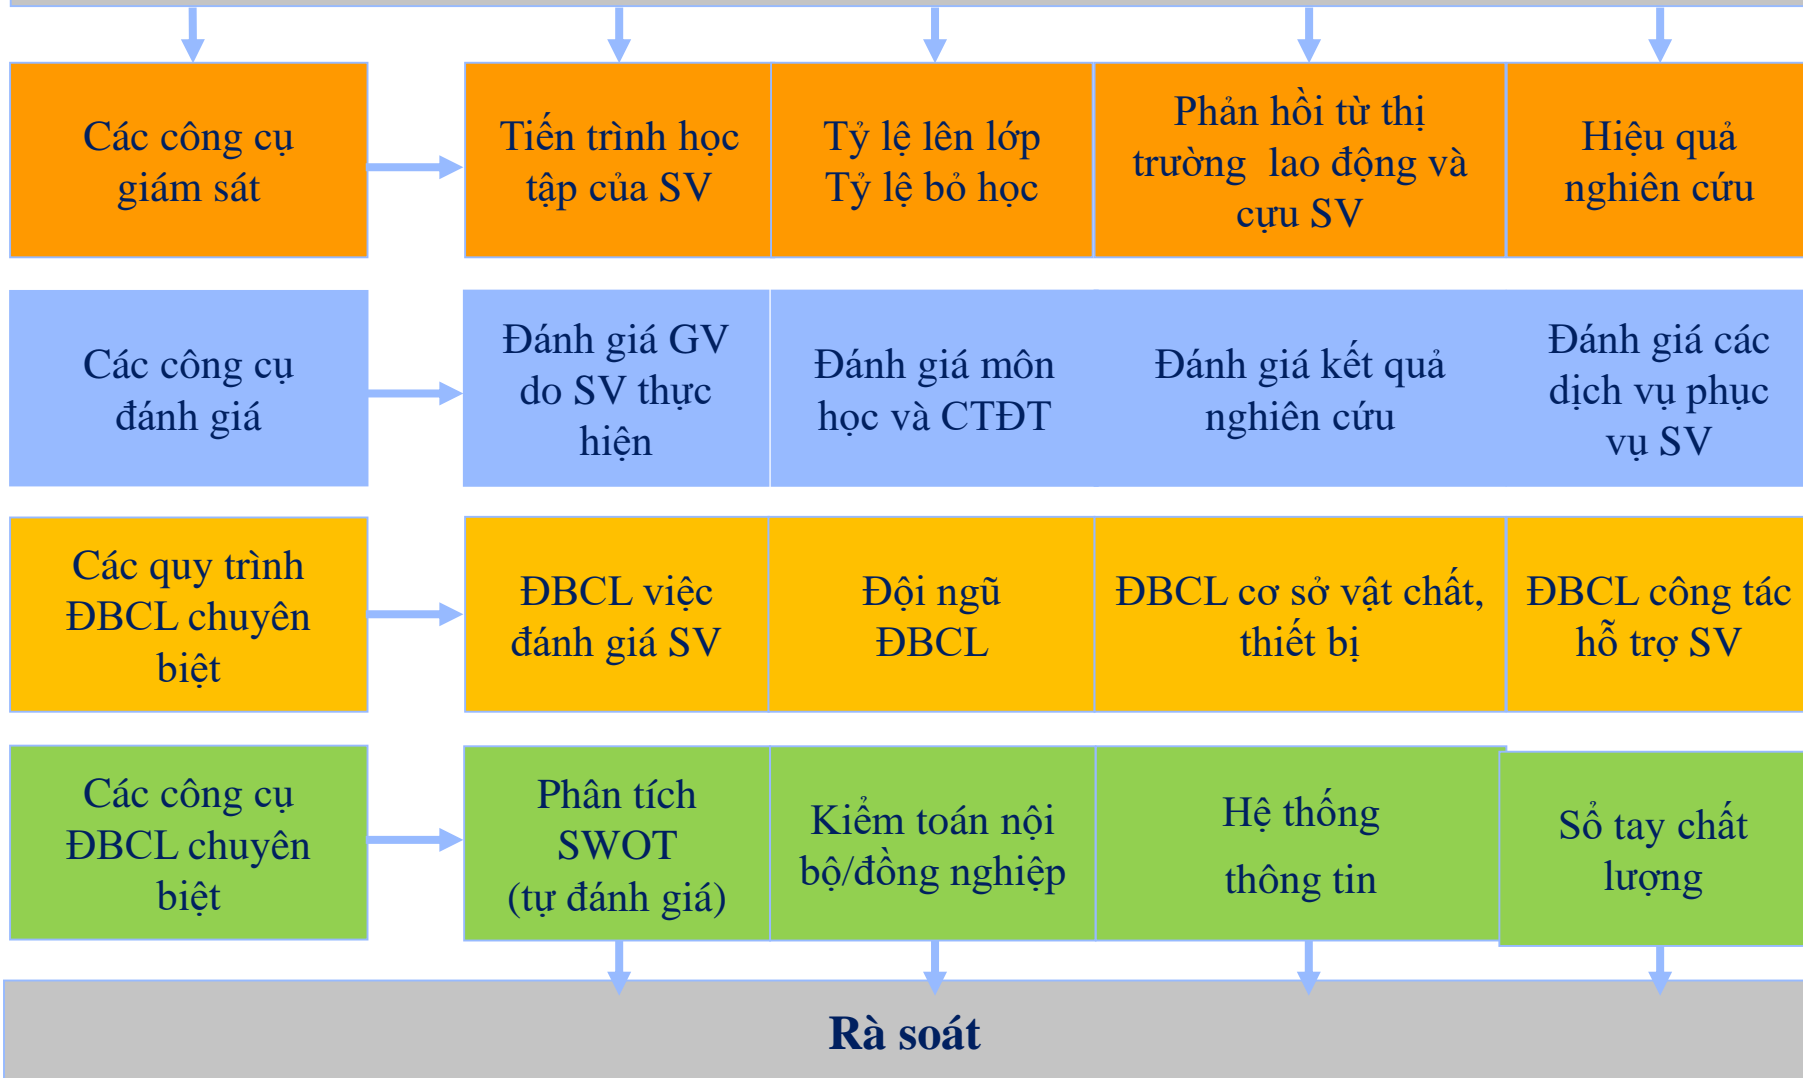 Các công cụ
giám sát
Tiến trình học
tập của SV
Tỷ lệ lên lớp
Tỷ lệ bỏ học
Phản hồi từ thị
trường lao động và
cựu SV
Hiệu quả
nghiên cứu
Các công cụ
đánh giá
Đánh giá GV
do SV thực
hiện
Đánh giá môn
học và CTĐT
Đánh giá kết quả
nghiên cứu
Đánh giá các
dịch vụ phục
vụ SV
Các quy trình
ĐBCL chuyên
biệt
ĐBCL việc
đánh giá SV
Đội ngũ
ĐBCL
ĐBCL cơ sở vật chất,
thiết bị
ĐBCL công tác
hỗ trợ SV
Các công cụ
ĐBCL chuyên
biệt
Phân tích
SWOT
(tự đánh giá)
Kiểm toán nội
bộ/đồng nghiệp
Hệ thống
thông tin
Sổ tay chất
lượng
Rà soát